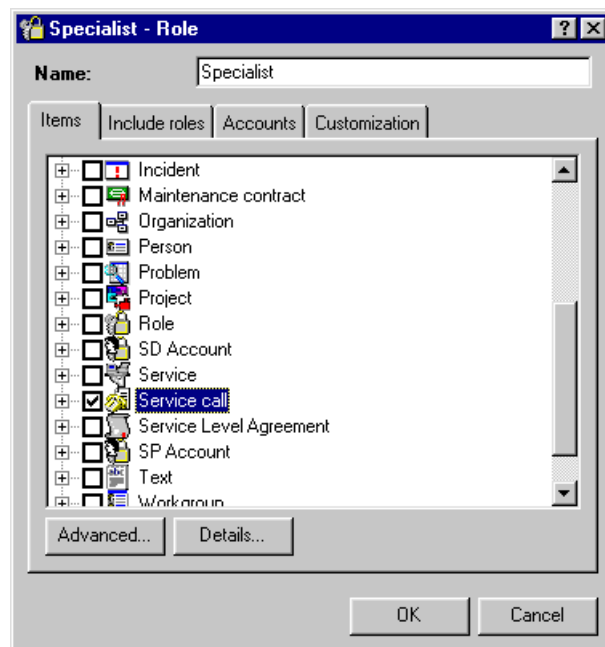 Specialist - Role
Name: Specialist
Items Include roles Accounts Customization
Incident
Maintenance contract
Organization
Person
Problem
Project
Role
SD Account
Service
Service call
Service Level Agreement
SP Account
Text
Workgroup
Advanced... Details...
OK Cancel